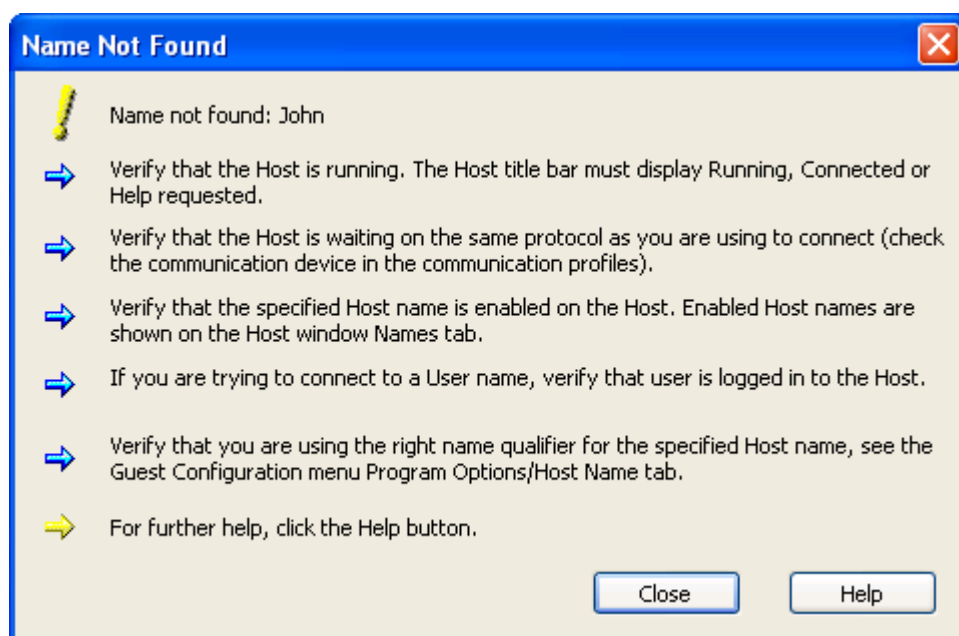 Name Not Found
Name not found: John
Verify that the Host is running. The Host title bar must display Running, Connected or
Help requested.
Verify that the Host is waiting on the same protocol as you are using to connect (check
the communication device in the communication profiles).
Verify that the specified Host name is enabled on the Host. Enabled Host names are
shown on the Host window Names tab.
If you are trying to connect to a User name, verify that user is logged in to the Host.
Verify that you are using the right name qualifier for the specified Host name, see the
Guest Configuration menu Program Options/Host Name tab.
For further help, click the Help button.
Close
Help